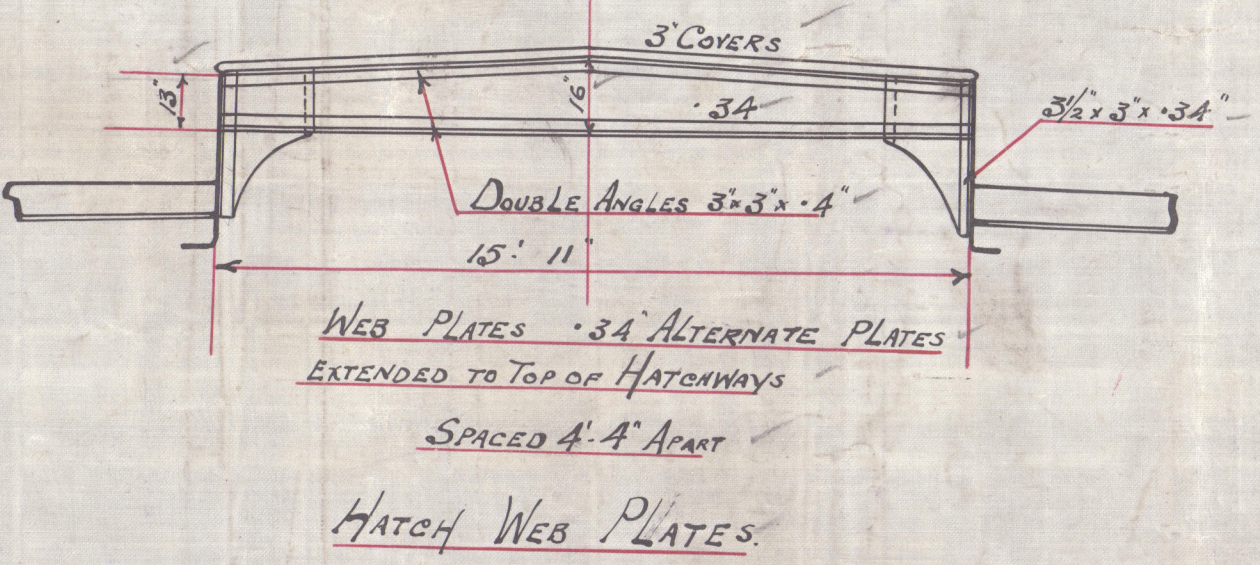 3" COVERS
13"
16"
·34
3½" x 3" x ·34"
DOUBLE ANGLES 3" x 3" x ·4"
15' 11"
WEB PLATES ·34" ALTERNATE PLATES
EXTENDED TO TOP OF HATCHWAYS
SPACED 4'-4" APART
HATCH WEB PLATES.